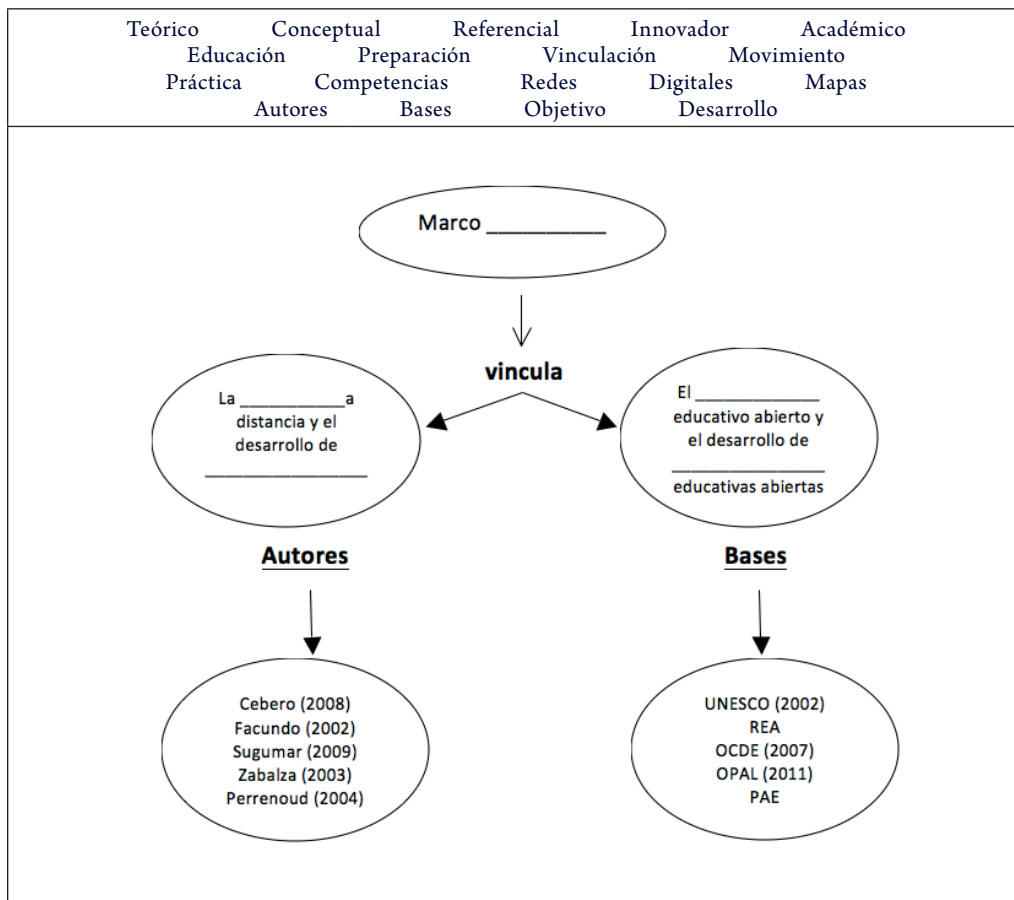 Teórico Conceptual Referencial Innovador Académico
Educación Preparación Vinculación Movimiento
Práctica Competencias Redes Digitales Mapas
Autores Bases Objetivo Desarrollo
Marco ___________
vincula
La ___________a
distancia y el
desarrollo de
_________________
El _____________
educativo abierto y
el desarrollo de
________________
educativas abiertas
Autores
Bases
Cebero (2008)
Facundo (2002)
Sugumar (2009)
Zabalza (2003)
Perrenoud (2004)
UNESCO (2002)
REA
OCDE (2007)
OPAL (2011)
PAE